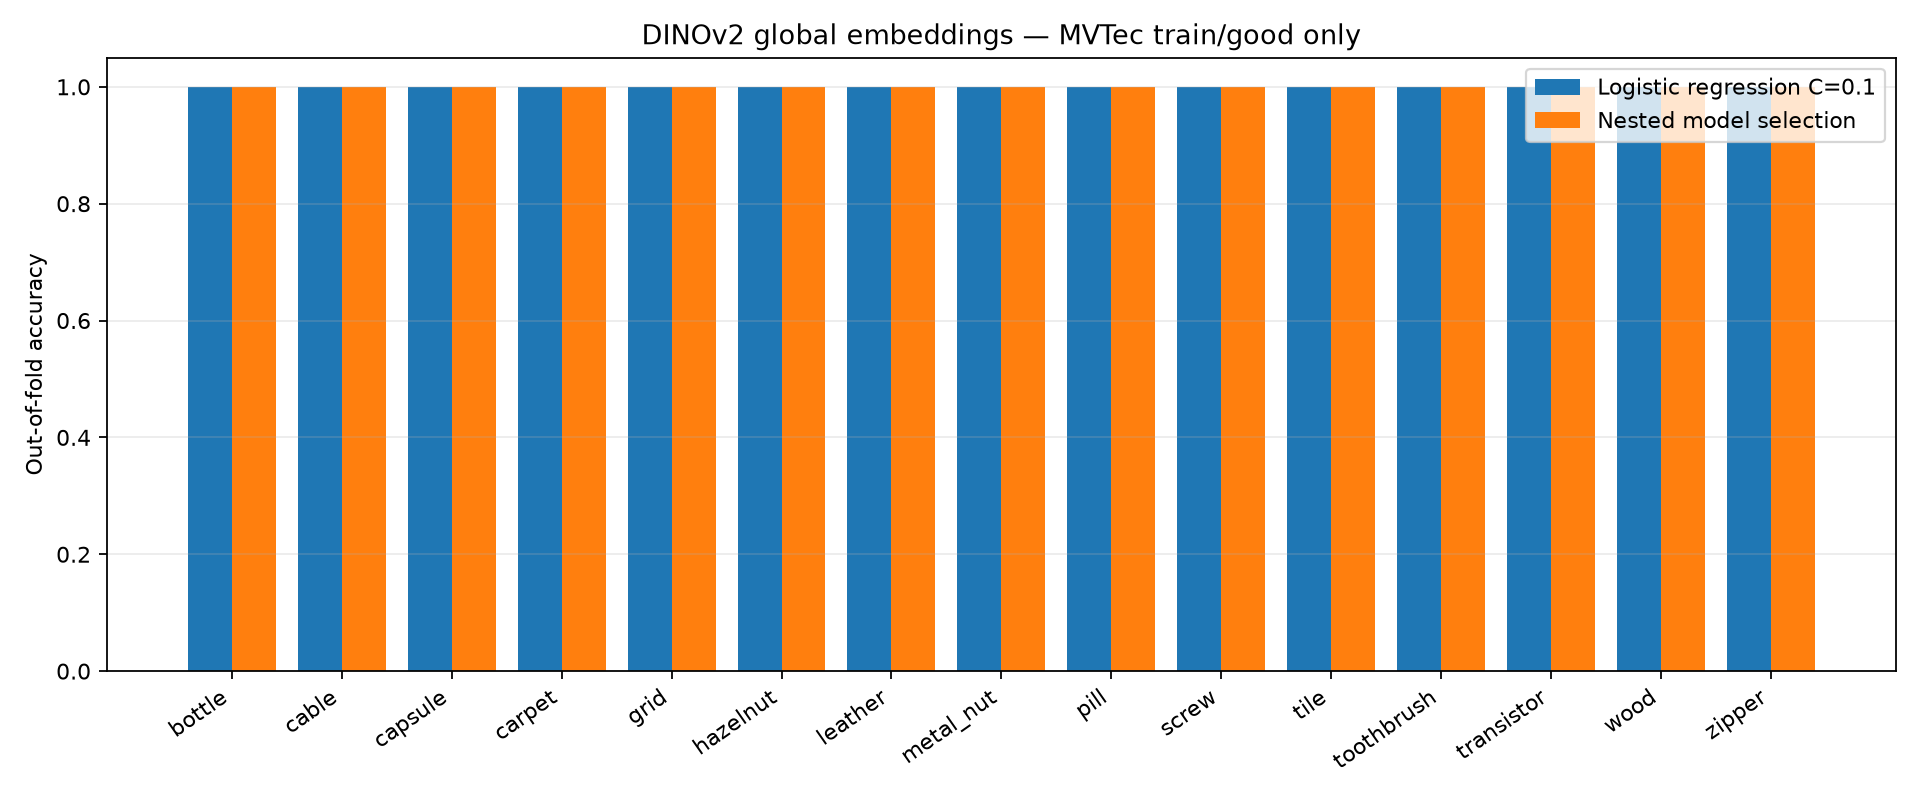 DINOv2 global embeddings — MVTec train/good only
Logistic regression C=0.1
Nested model selection
Out-of-fold accuracy
1.0
0.8
0.6
0.4
0.2
0.0
bottle
cable
capsule
carpet
grid
hazelnut
leather
metal_nut
pill
screw
tile
toothbrush
transistor
wood
zipper